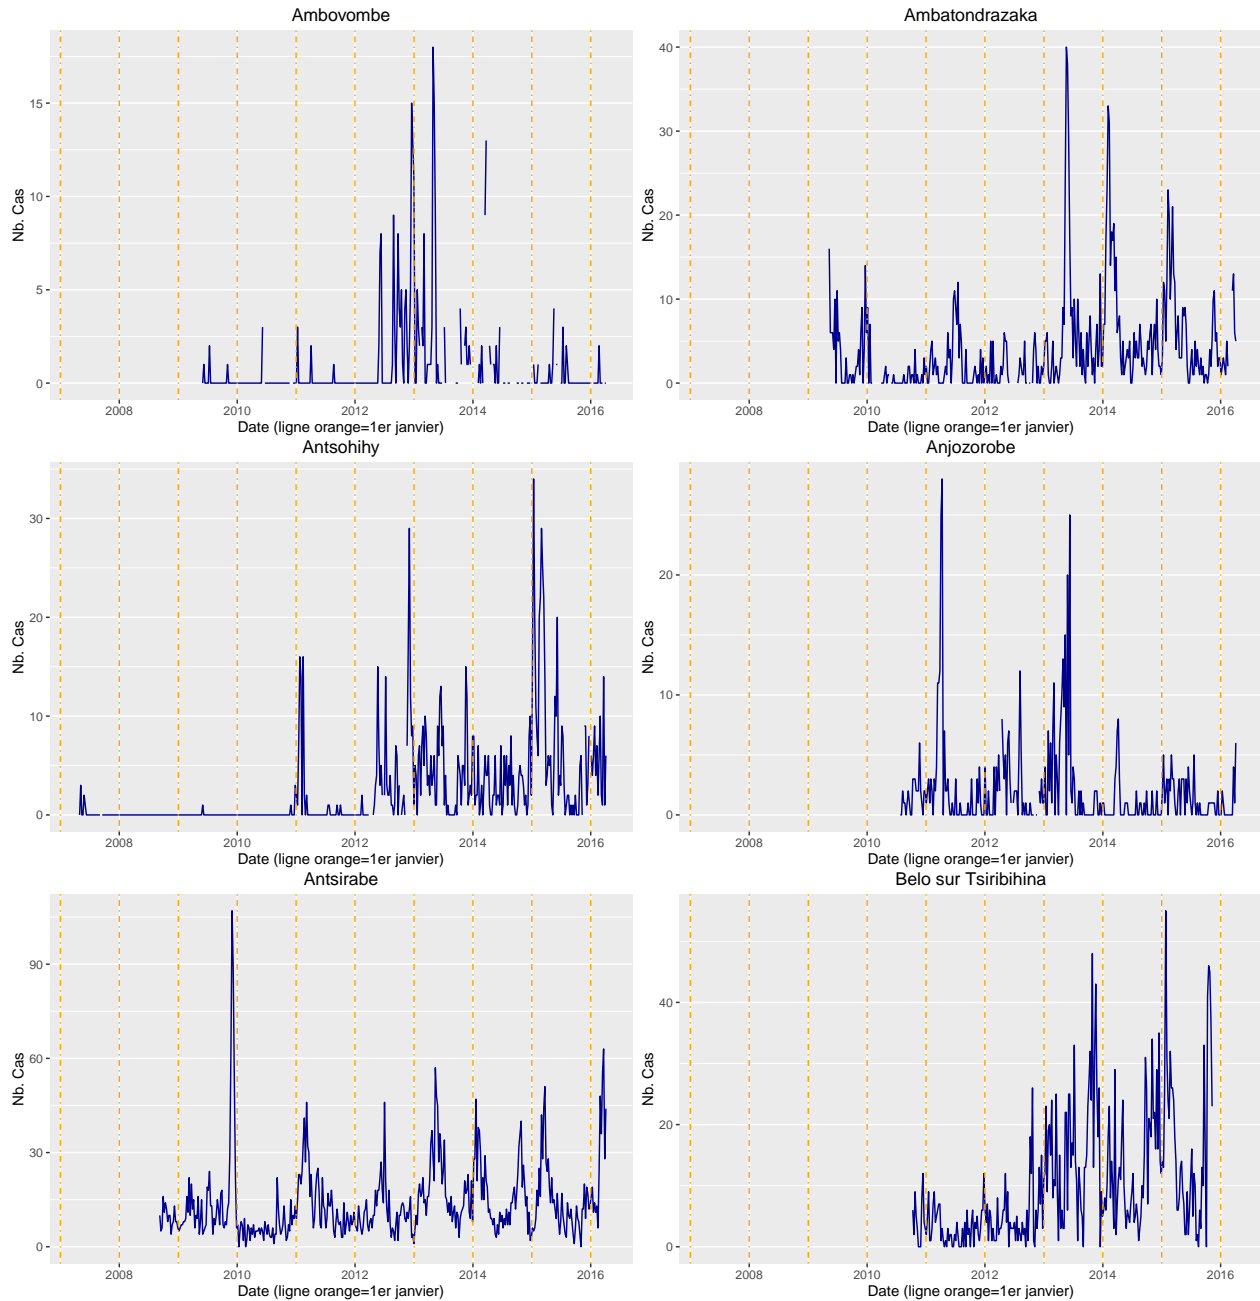 Ambovombe
Nb. Cas
15
10
5
0
2008 2010 2012 2014 2016
Date (ligne orange=1er janvier)
Ambatondrazaka
Nb. Cas
40
30
20
10
0
2008 2010 2012 2014 2016
Date (ligne orange=1er janvier)
Antsohihy
Nb. Cas
30
20
10
0
2008 2010 2012 2014 2016
Date (ligne orange=1er janvier)
Anjozorobe
Nb. Cas
20
10
0
2008 2010 2012 2014 2016
Date (ligne orange=1er janvier)
Antsirabe
Nb. Cas
90
60
30
0
2008 2010 2012 2014 2016
Date (ligne orange=1er janvier)
Belo sur Tsiribihina
Nb. Cas
40
20
0
2008 2010 2012 2014 2016
Date (ligne orange=1er janvier)